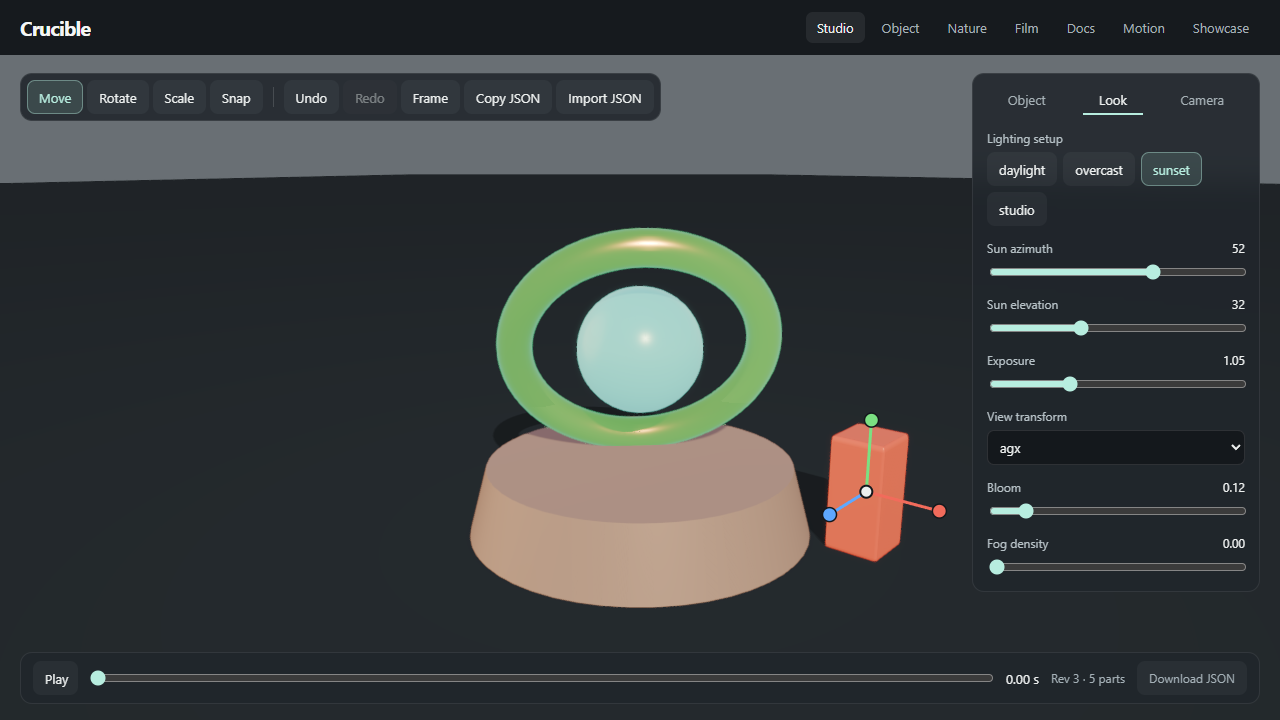 Crucible
Studio Object Nature Film Docs Motion Showcase
Move Rotate Scale Snap Undo Redo Frame Copy JSON Import JSON
Object Look Camera
Lighting setup
daylight overcast sunset
studio
Sun azimuth 52
Sun elevation 32
Exposure 1.05
View transform
agx
Bloom 0.12
Fog density 0.00
Play 0.00 s Rev 3 · 5 parts Download JSON